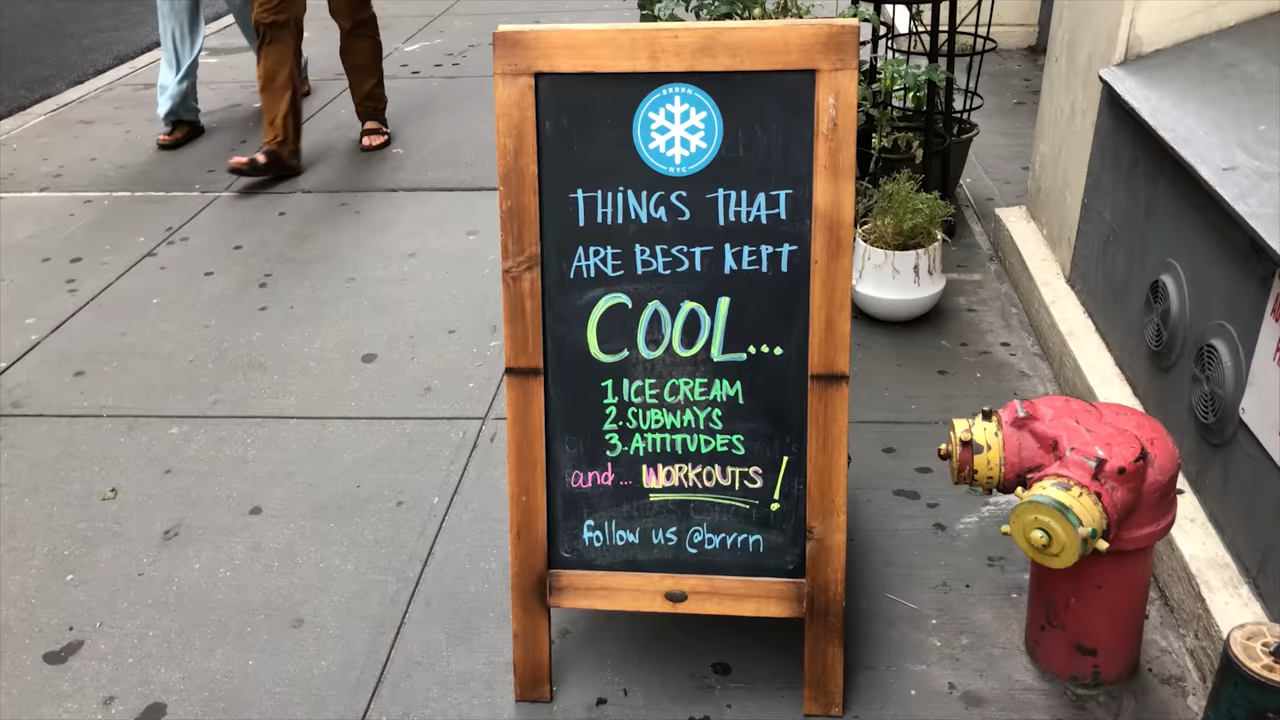 BRRRN
NYC
THINGS THAT
ARE BEST KEPT
COOL...
1. ICE CREAM
2. SUBWAYS
3. ATTITUDES
and... WORKOUTS!
follow us @brrrn